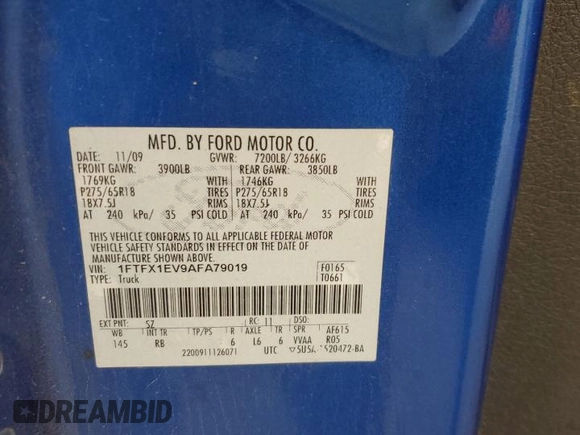 MFD. BY FORD MOTOR CO.
DATE: 11/09 GVWR: 7200LB/ 3266KG
FRONT GAWR: 3900LB REAR GAWR: 3850LB
1769KG WITH 1746KG WITH
P275/65R18 TIRES P275/65R18 TIRES
18X7.5J RIMS 18X7.5J RIMS
AT 240 kPa/ 35 PSI COLD AT 240 kPa/ 35 PSI COLD
THIS VEHICLE CONFORMS TO ALL APPLICABLE FEDERAL MOTOR
VEHICLE SAFETY STANDARDS IN EFFECT ON THE DATE OF
MANUFACTURE SHOWN ABOVE.
VIN: 1FTFX1EV9AFA79019 F0165
TYPE: Truck T0661
EXT PNT: SZ RC: 11 DSO:
WB INT TR TP/PS R AXLE TR SPR AF615
145 RB 6 L6 6 VVAA R05
2200911126071 UTC
DREAMBID